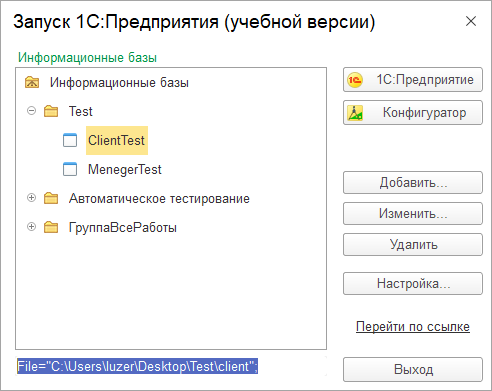 Запуск 1С:Предприятия (учебной версии)
Информационные базы
Информационные базы
Test
ClientTest
MenegerTest
Автоматическое тестирование
ГруппаВсеРаботы
1С:Предприятие
Конфигуратор
Добавить...
Изменить...
Удалить
Настройка...
Перейти по ссылке
File="C:\Users\luzer\Desktop\Test\client";
Выход